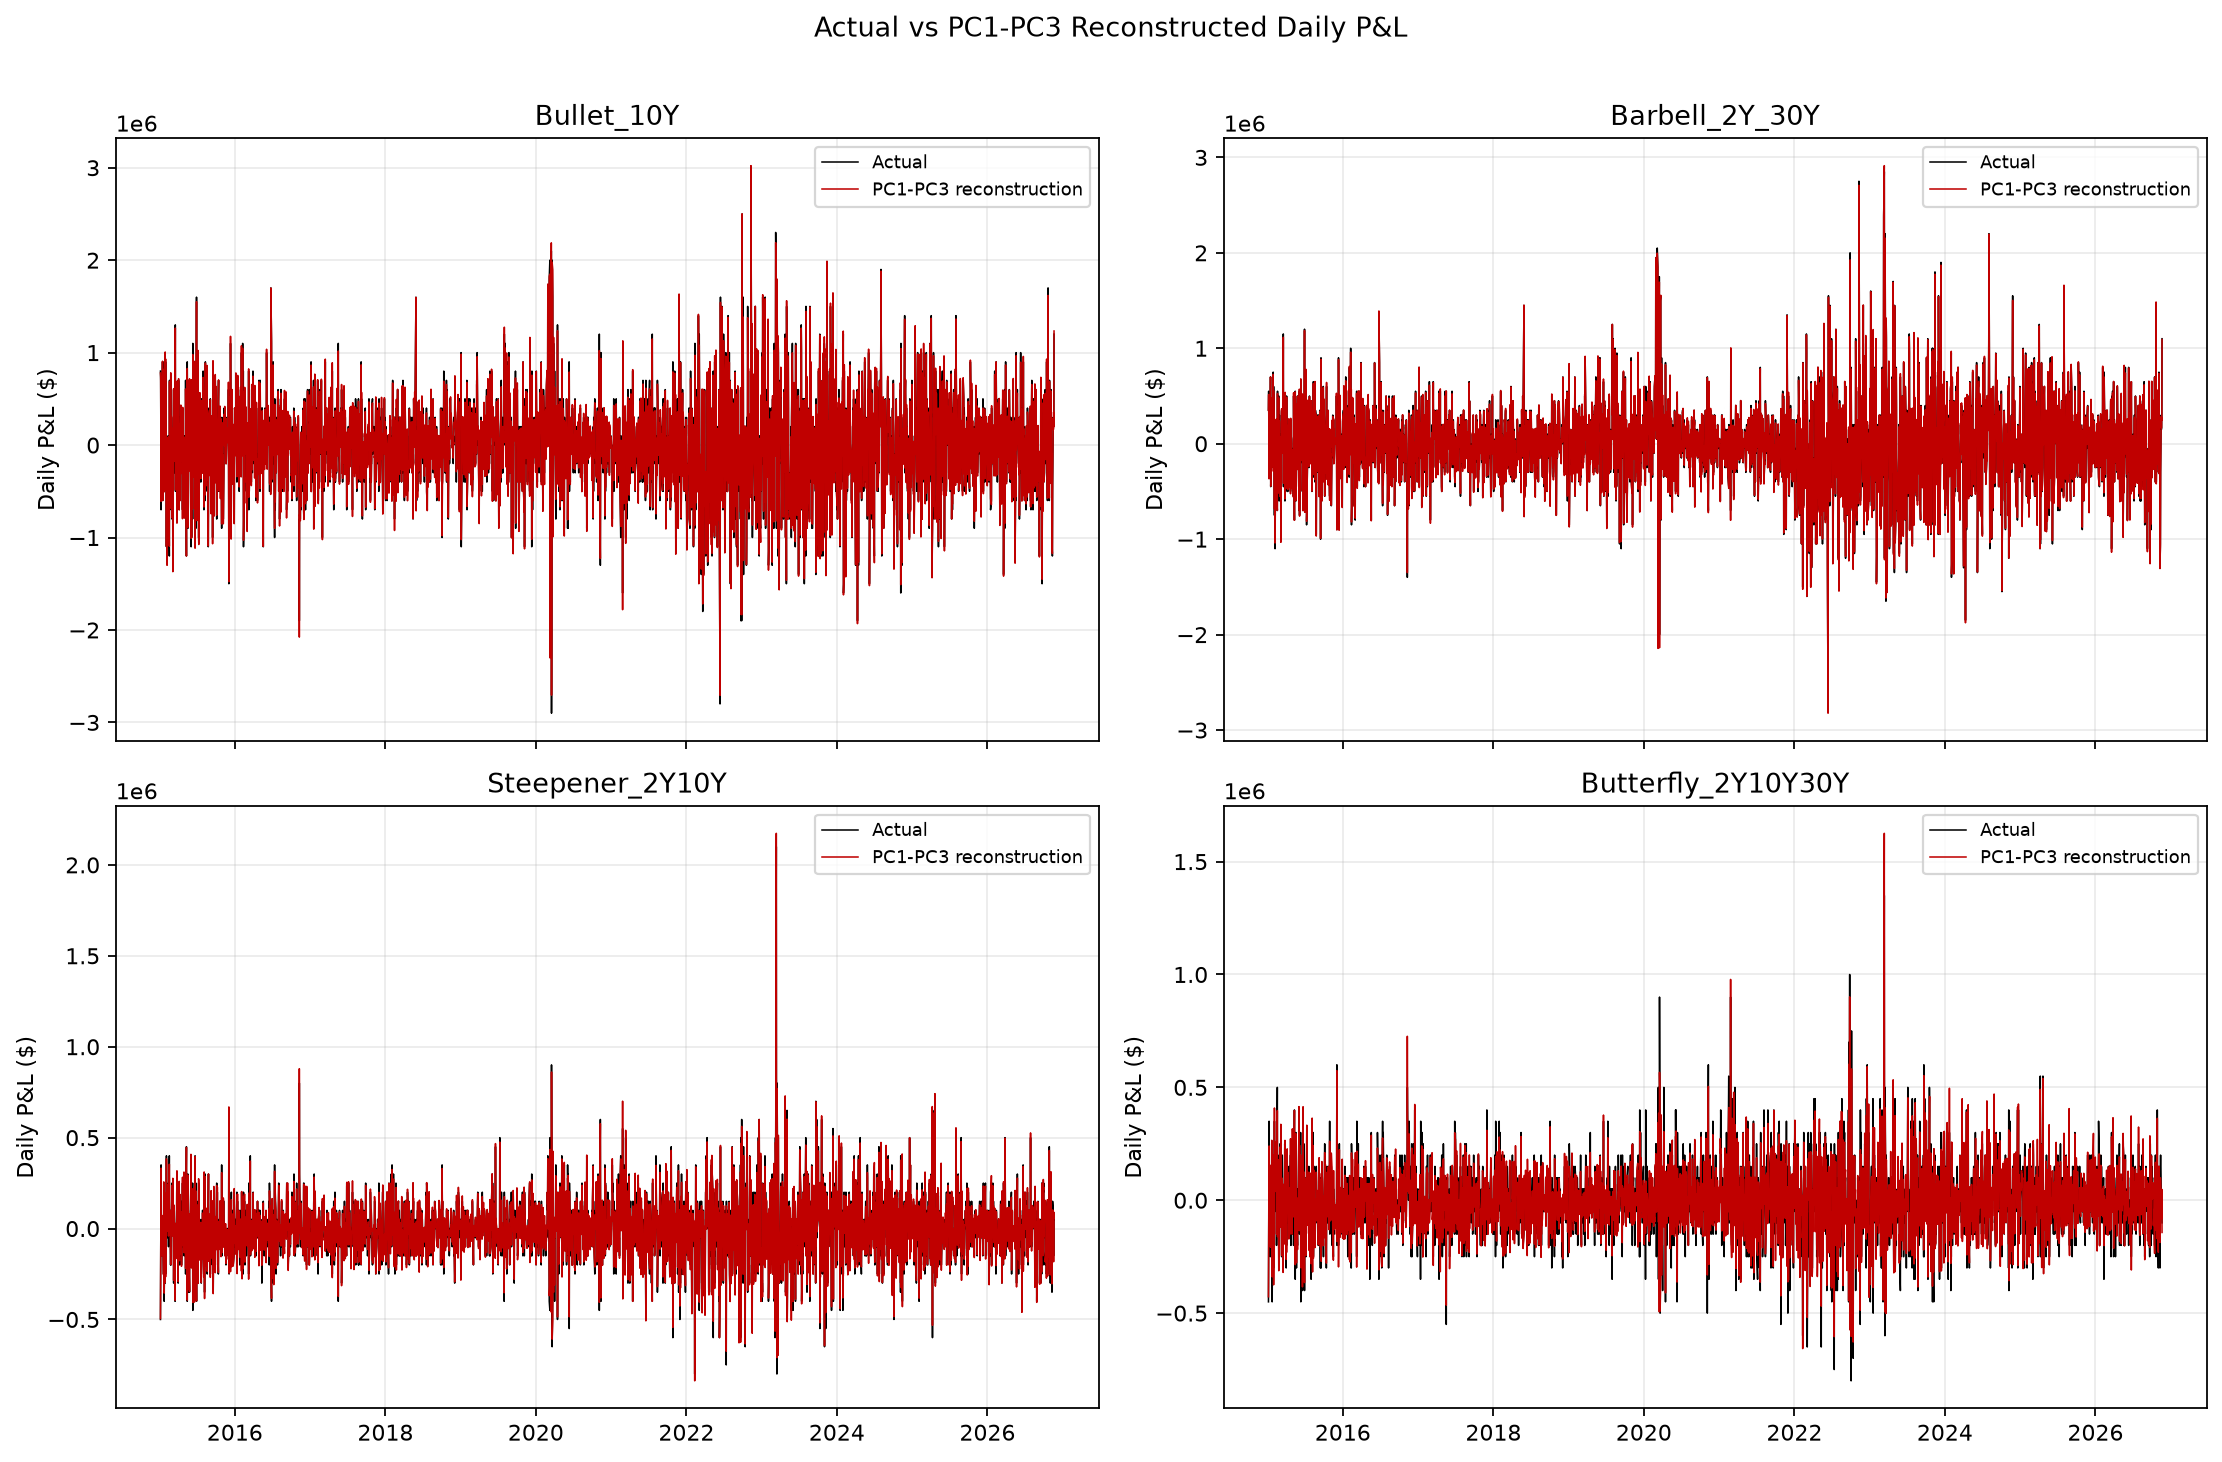 Actual vs PC1-PC3 Reconstructed Daily P&L
Bullet_10Y
1e6
Daily P&L ($)
3
2
1
0
−1
−2
−3
Actual
PC1-PC3 reconstruction
Barbell_2Y_30Y
1e6
Daily P&L ($)
3
2
1
0
−1
−2
−3
Actual
PC1-PC3 reconstruction
Steepener_2Y10Y
1e6
Daily P&L ($)
2.0
1.5
1.0
0.5
0.0
−0.5
Actual
PC1-PC3 reconstruction
2016 2018 2020 2022 2024 2026
Butterfly_2Y10Y30Y
1e6
Daily P&L ($)
1.5
1.0
0.5
0.0
−0.5
Actual
PC1-PC3 reconstruction
2016 2018 2020 2022 2024 2026